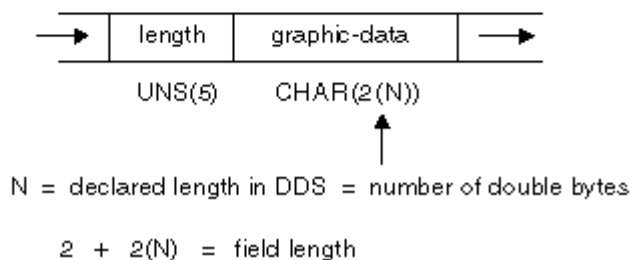 length graphic-data
UNS(5) CHAR(2(N))
N = declared length in DDS = number of double bytes
2 + 2(N) = field length